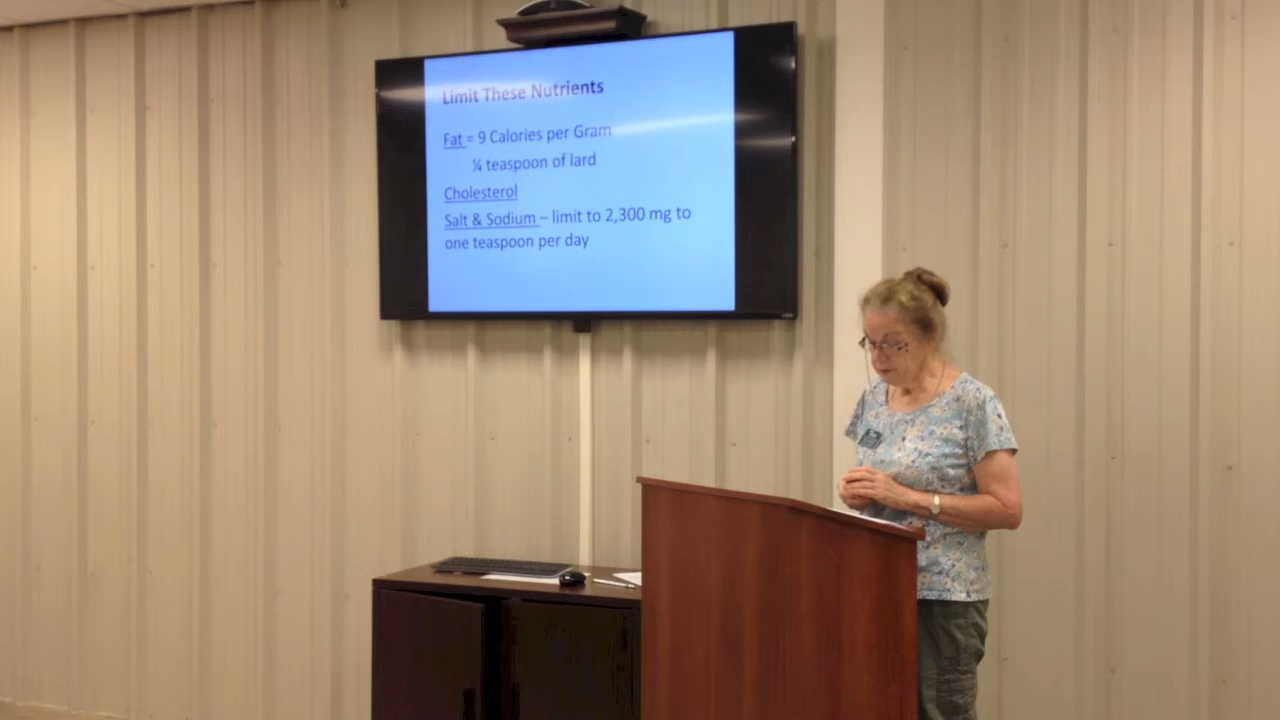 Limit These Nutrients
Fat = 9 Calories per Gram
¼ teaspoon of lard
Cholesterol
Salt & Sodium – limit to 2,300 mg to
one teaspoon per day